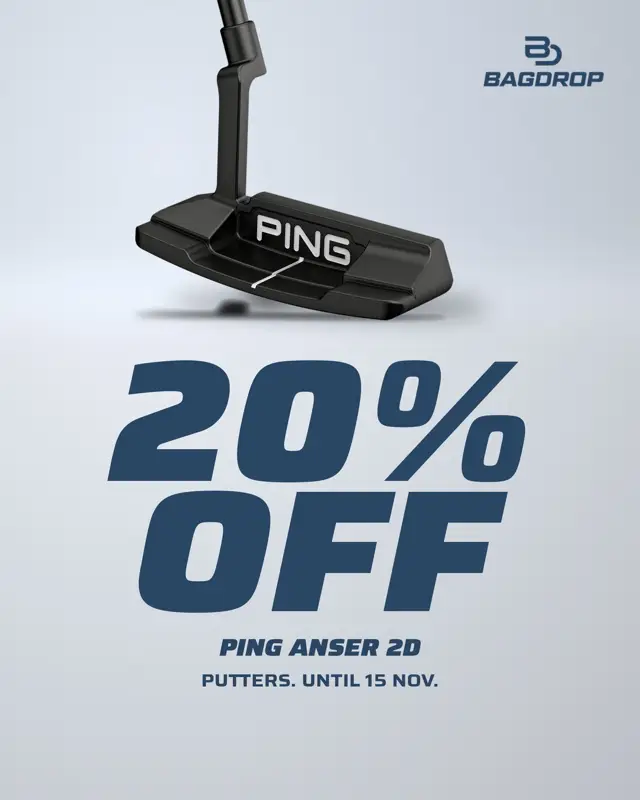 BAGDROP
PING
20%
OFF
PING ANSER 2D
PUTTERS. UNTIL 15 NOV.